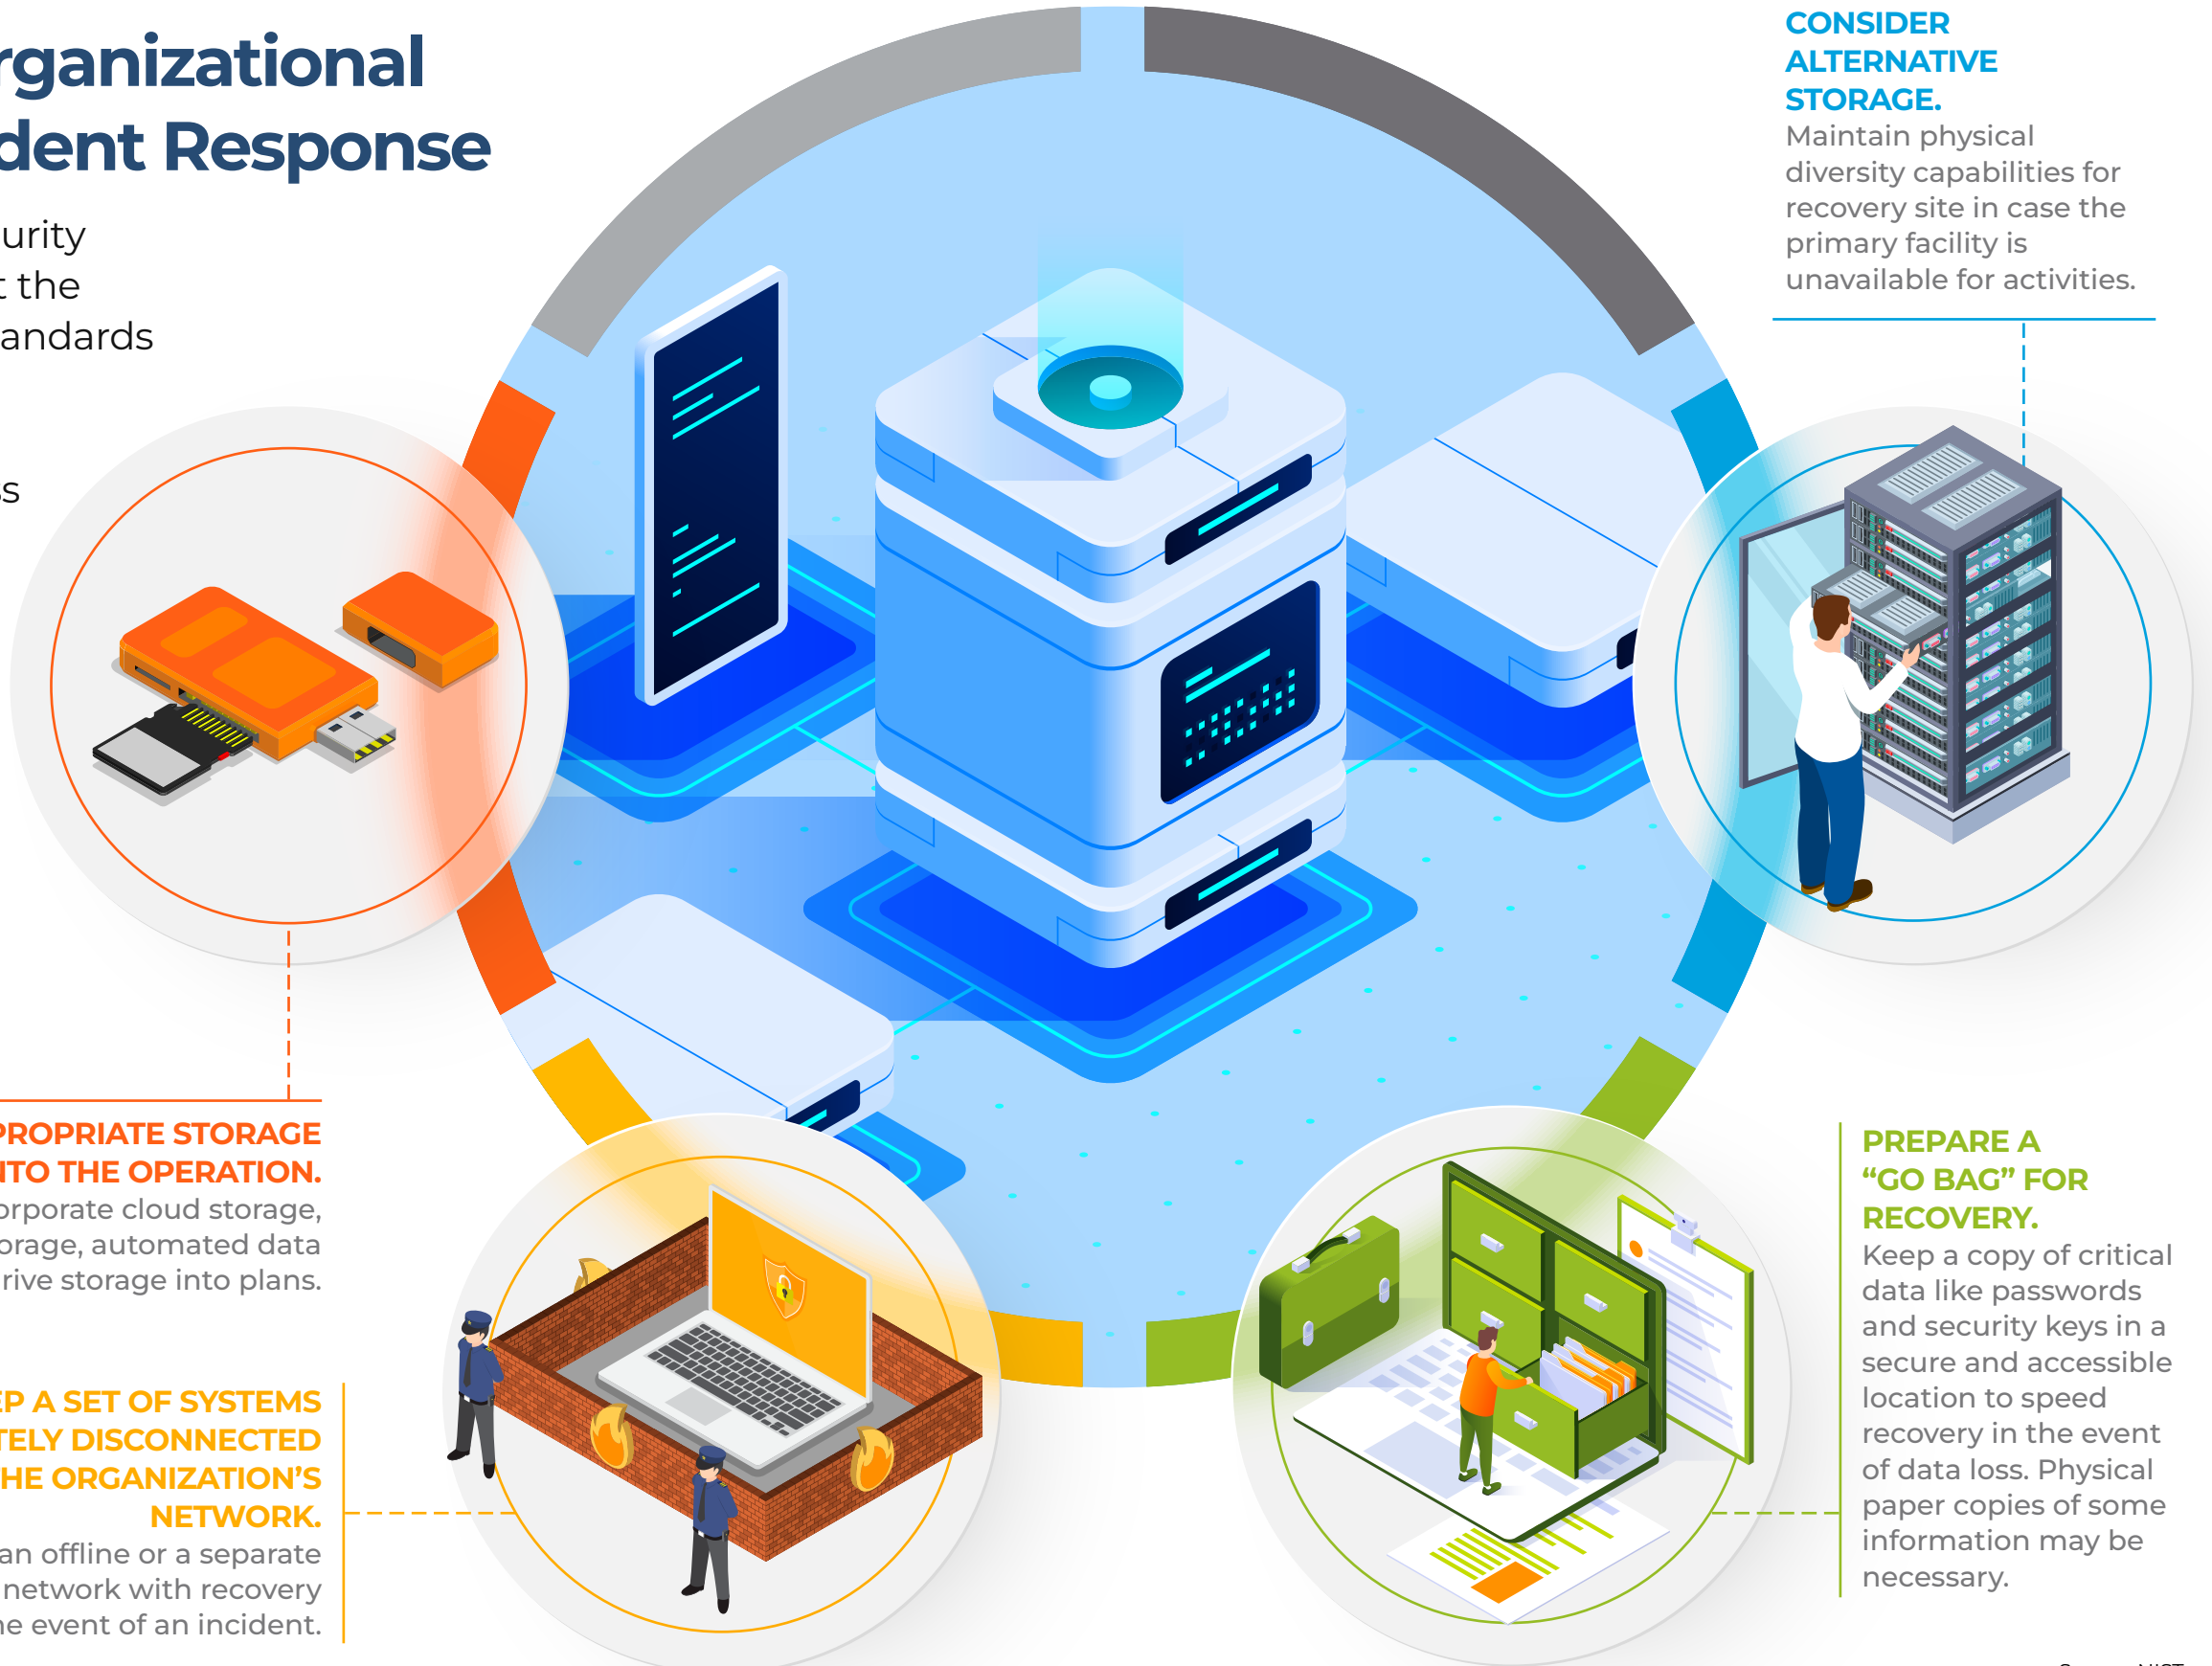 rganizational
dent Response
urity
t the
andards
s
CONSIDER
ALTERNATIVE
STORAGE.
Maintain physical
diversity capabilities for
recovery site in case the
primary facility is
unavailable for activities.
PROPRIATE STORAGE
NTO THE OPERATION.
orporate cloud storage,
orage, automated data
rive storage into plans.
EP A SET OF SYSTEMS
TELY DISCONNECTED
THE ORGANIZATION’S
NETWORK.
an offline or a separate
network with recovery
he event of an incident.
PREPARE A
“GO BAG” FOR
RECOVERY.
Keep a copy of critical
data like passwords
and security keys in a
secure and accessible
location to speed
recovery in the event
of data loss. Physical
paper copies of some
information may be
necessary.